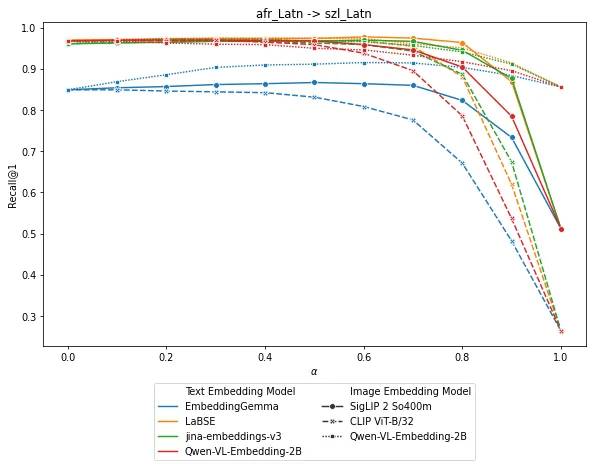 afr_Latn -> szl_Latn
Recall@1
1.0
0.9
0.8
0.7
0.6
0.5
0.4
0.3
0.0 0.2 0.4 0.6 0.8 1.0
α
Text Embedding Model Image Embedding Model
EmbeddingGemma SigLIP 2 So400m
LaBSE CLIP ViT-B/32
jina-embeddings-v3 Qwen-VL-Embedding-2B
Qwen-VL-Embedding-2B